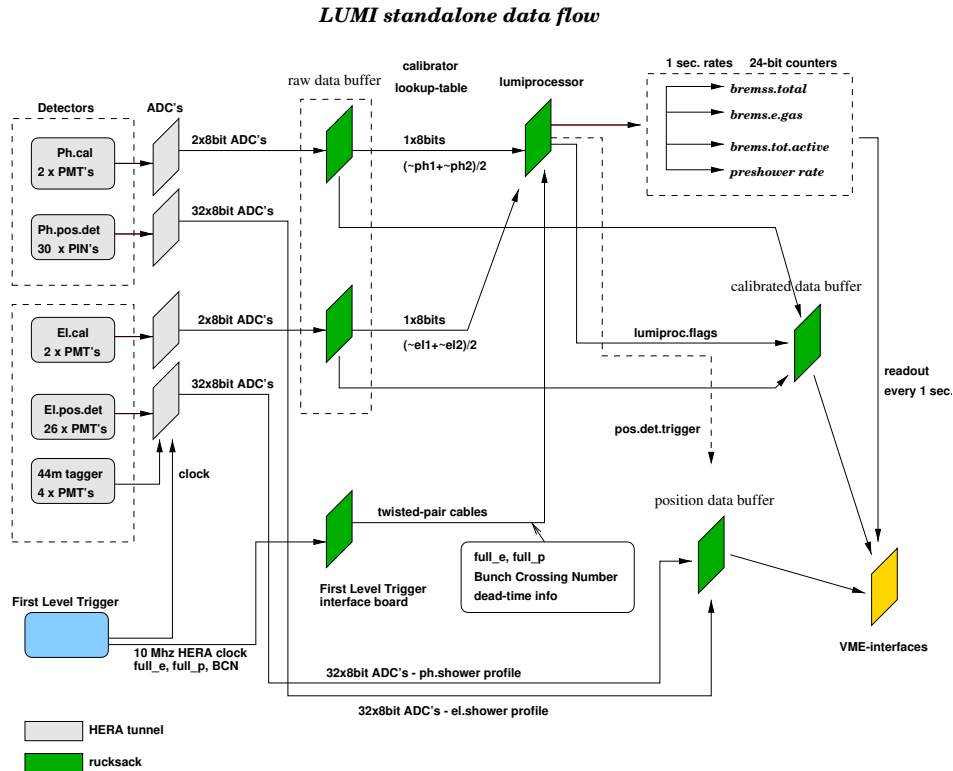 LUMI standalone data flow
1 sec. rates 24-bit counters
calibrator
lookup-table
raw data buffer
lumiprocessor
Detectors
ADC's
bremss.total
brems.e.gas
brems.tot.active
preshower rate
Ph.cal
2 x PMT's
2x8bit ADC's
1x8bits
(~ph1+~ph2)/2
Ph.pos.det
30 x PIN's
32x8bit ADC's
calibrated data buffer
El.cal
2 x PMT's
2x8bit ADC's
1x8bits
(~el1+~el2)/2
lumiproc.flags
readout
every 1 sec.
32x8bit ADC's
El.pos.det
26 x PMT's
pos.det.trigger
44m tagger
4 x PMT's
clock
position data buffer
twisted-pair cables
full_e, full_p
Bunch Crossing Number
dead-time info
First Level Trigger
interface board
First Level Trigger
10 Mhz HERA clock
full_e, full_p, BCN
VME-interfaces
32x8bit ADC's - ph.shower profile
32x8bit ADC's - el.shower profile
HERA tunnel
rucksack